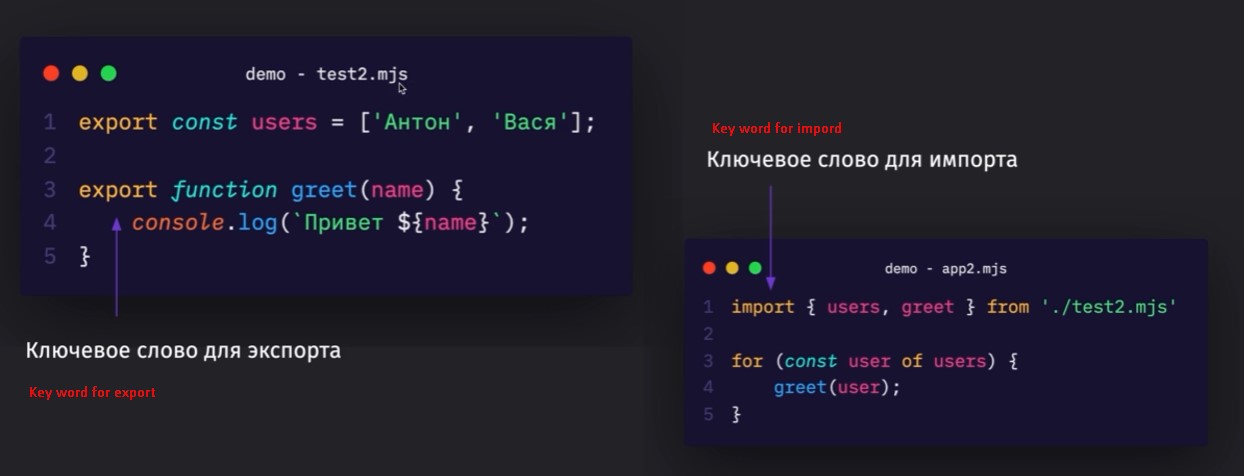 demo - test2.mjs
1 export const users = ['Антон', 'Вася'];
2
3 export function greet(name) {
4     console.log(`Привет ${name}`);
5 }
Ключевое слово для экспорта
Key word for export
Key word for impord
Ключевое слово для импорта
demo - app2.mjs
1 import { users, greet } from './test2.mjs'
2
3 for (const user of users) {
4     greet(user);
5 }